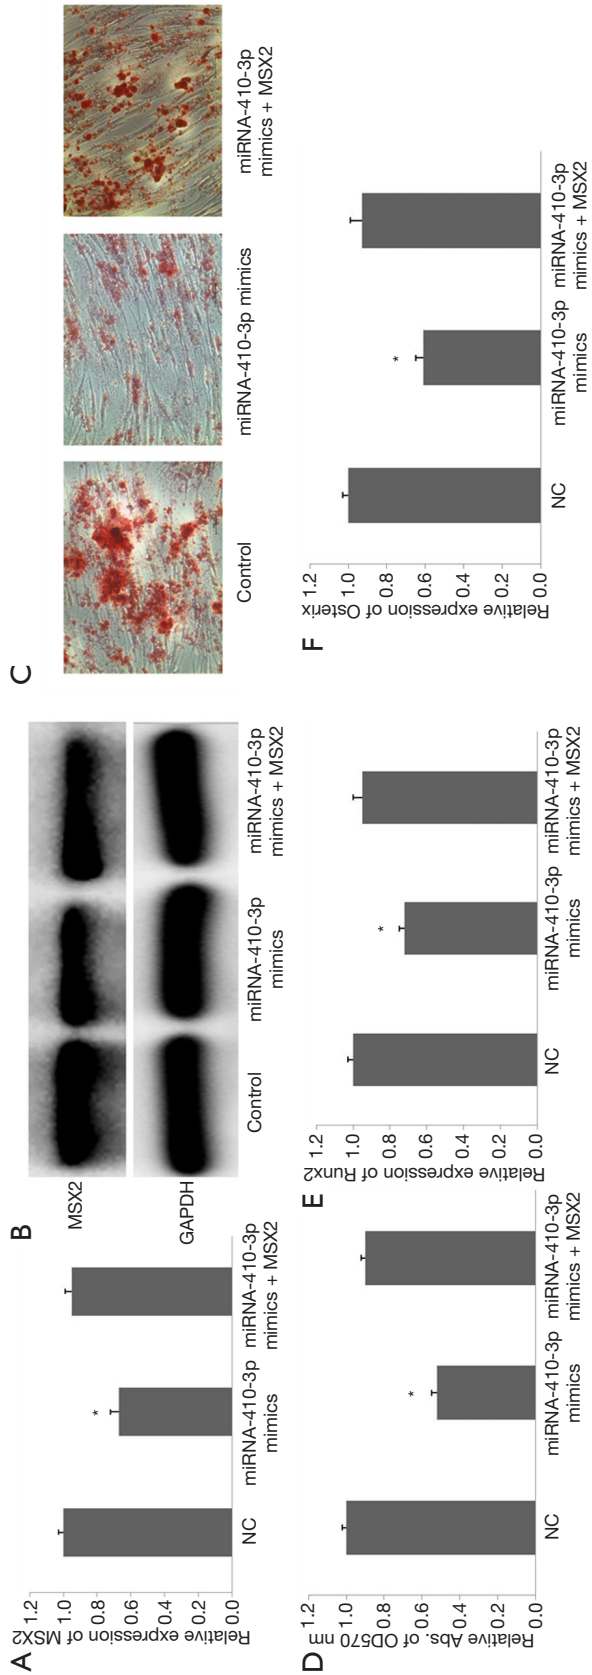 A
Relative expression of MSX2
1.2
1.0
0.8
0.6
0.4
0.2
0.0
NC
miRNA-410-3p
mimics
miRNA-410-3p
mimics + MSX2
*
B
MSX2
GAPDH
Control
miRNA-410-3p
mimics
miRNA-410-3p
mimics + MSX2
C
Control
miRNA-410-3p mimics
miRNA-410-3p
mimics + MSX2
D
Relative Abs. of OD570 nm
1.2
1.0
0.8
0.6
0.4
0.2
0.0
NC
miRNA-410-3p
mimics
miRNA-410-3p
mimics + MSX2
*
E
Relative expression of Runx2
1.2
1.0
0.8
0.6
0.4
0.2
0.0
NC
miRNA-410-3p
mimics
miRNA-410-3p
mimics + MSX2
*
F
Relative expression of Osterix
1.2
1.0
0.8
0.6
0.4
0.2
0.0
NC
miRNA-410-3p
mimics
miRNA-410-3p
mimics + MSX2
*